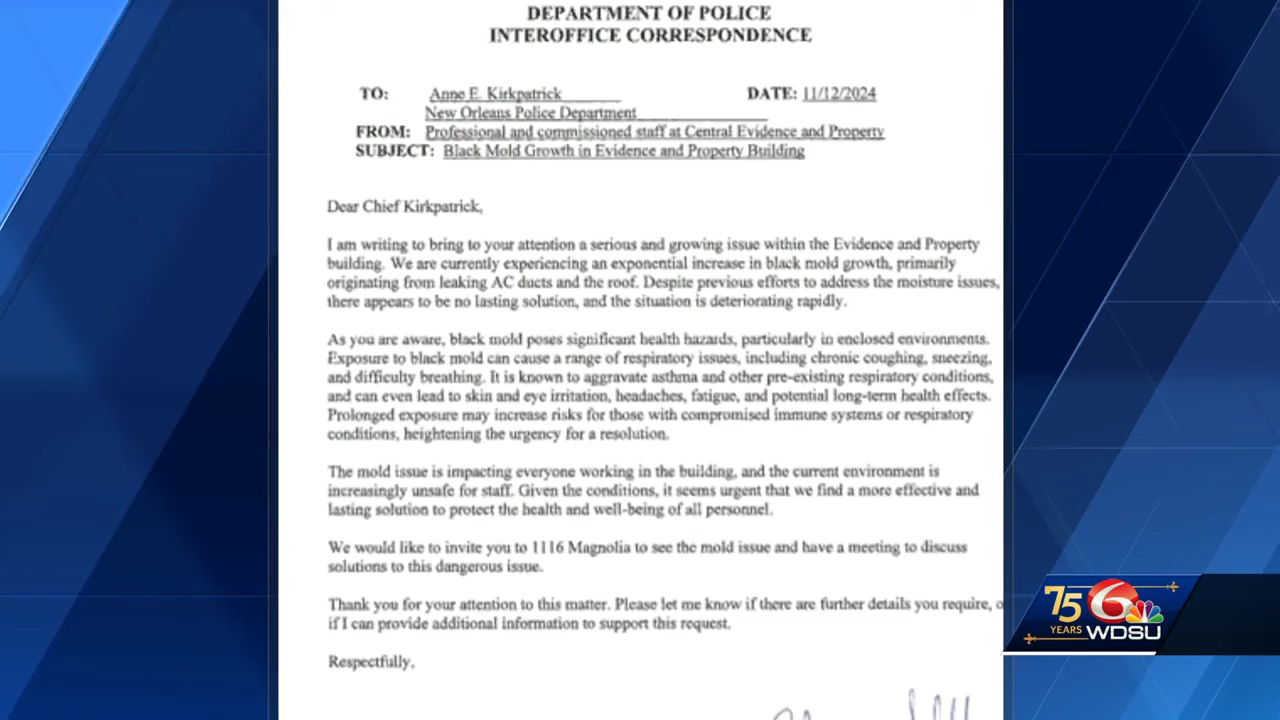 DEPARTMENT OF POLICE
INTEROFFICE CORRESPONDENCE
TO: Anne E. Kirkpatrick DATE: 11/12/2024
New Orleans Police Department
FROM: Professional and commissioned staff at Central Evidence and Property
SUBJECT: Black Mold Growth in Evidence and Property Building
Dear Chief Kirkpatrick,
I am writing to bring to your attention a serious and growing issue within the Evidence and Property
building. We are currently experiencing an exponential increase in black mold growth, primarily
originating from leaking AC ducts and the roof. Despite previous efforts to address the moisture issues,
there appears to be no lasting solution, and the situation is deteriorating rapidly.
As you are aware, black mold poses significant health hazards, particularly in enclosed environments.
Exposure to black mold can cause a range of respiratory issues, including chronic coughing, sneezing,
and difficulty breathing. It is known to aggravate asthma and other pre-existing respiratory conditions,
and can even lead to skin and eye irritation, headaches, fatigue, and potential long-term health effects.
Prolonged exposure may increase risks for those with compromised immune systems or respiratory
conditions, heightening the urgency for a resolution.
The mold issue is impacting everyone working in the building, and the current environment is
increasingly unsafe for staff. Given the conditions, it seems urgent that we find a more effective and
lasting solution to protect the health and well-being of all personnel.
We would like to invite you to 1116 Magnolia to see the mold issue and have a meeting to discuss
solutions to this dangerous issue.
Thank you for your attention to this matter. Please let me know if there are further details you require,
if I can provide additional information to support this request.
Respectfully,
75 6
YEARS WDSU